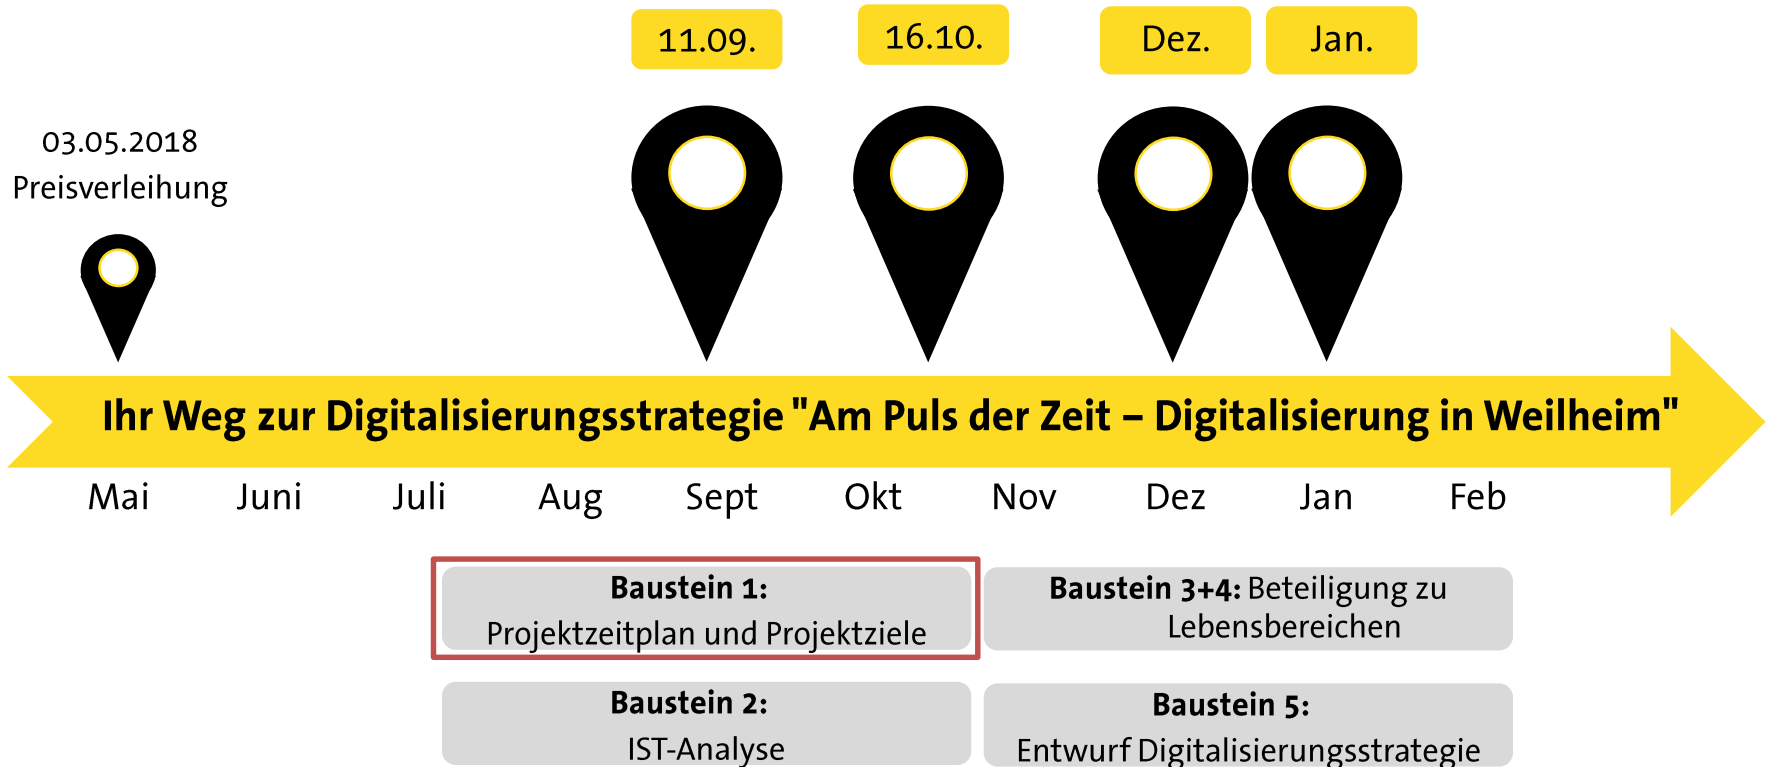 11.09.
16.10.
Dez.
Jan.
03.05.2018
Preisverleihung
Ihr Weg zur Digitalisierungsstrategie "Am Puls der Zeit – Digitalisierung in Weilheim"
Mai Juni Juli Aug Sept Okt Nov Dez Jan Feb
Baustein 1:
Projektzeitplan und Projektziele
Baustein 3+4: Beteiligung zu
Lebensbereichen
Baustein 2:
IST-Analyse
Baustein 5:
Entwurf Digitalisierungsstrategie